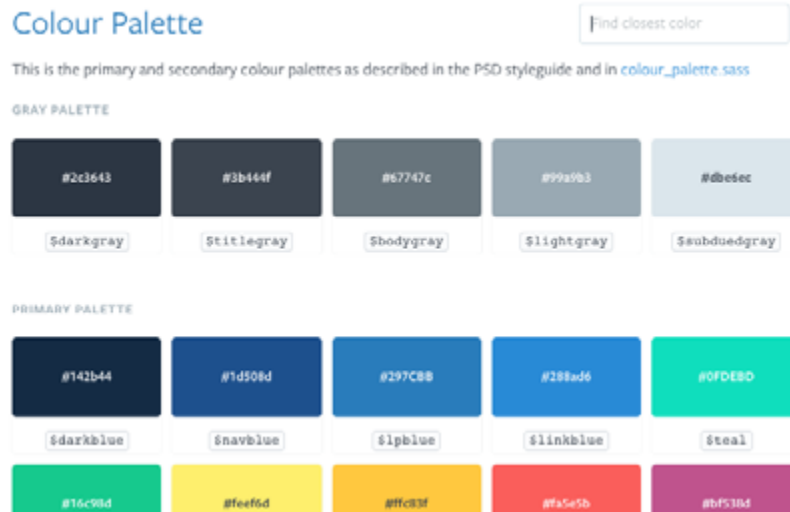 Colour Palette
Find closest color
This is the primary and secondary colour palettes as described in the PSD styleguide and in colour_palette.sass
GRAY PALETTE
#2c3643 #3b444f #67747c #99a9b3 #dbe6ec
$darkgray $titlegray $bodygray $lightgray $subduedgray
PRIMARY PALETTE
#142b44 #1d508d #297CBB #288ad6 #0FDEBD
$darkblue $navblue $lpblue $linkblue $teal
#16c98d #feef6d #ffc83f #fa5e5b #bf538d